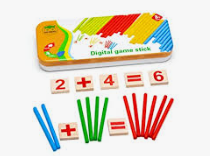 Digital game stick
2 + 4 = 6
+ =